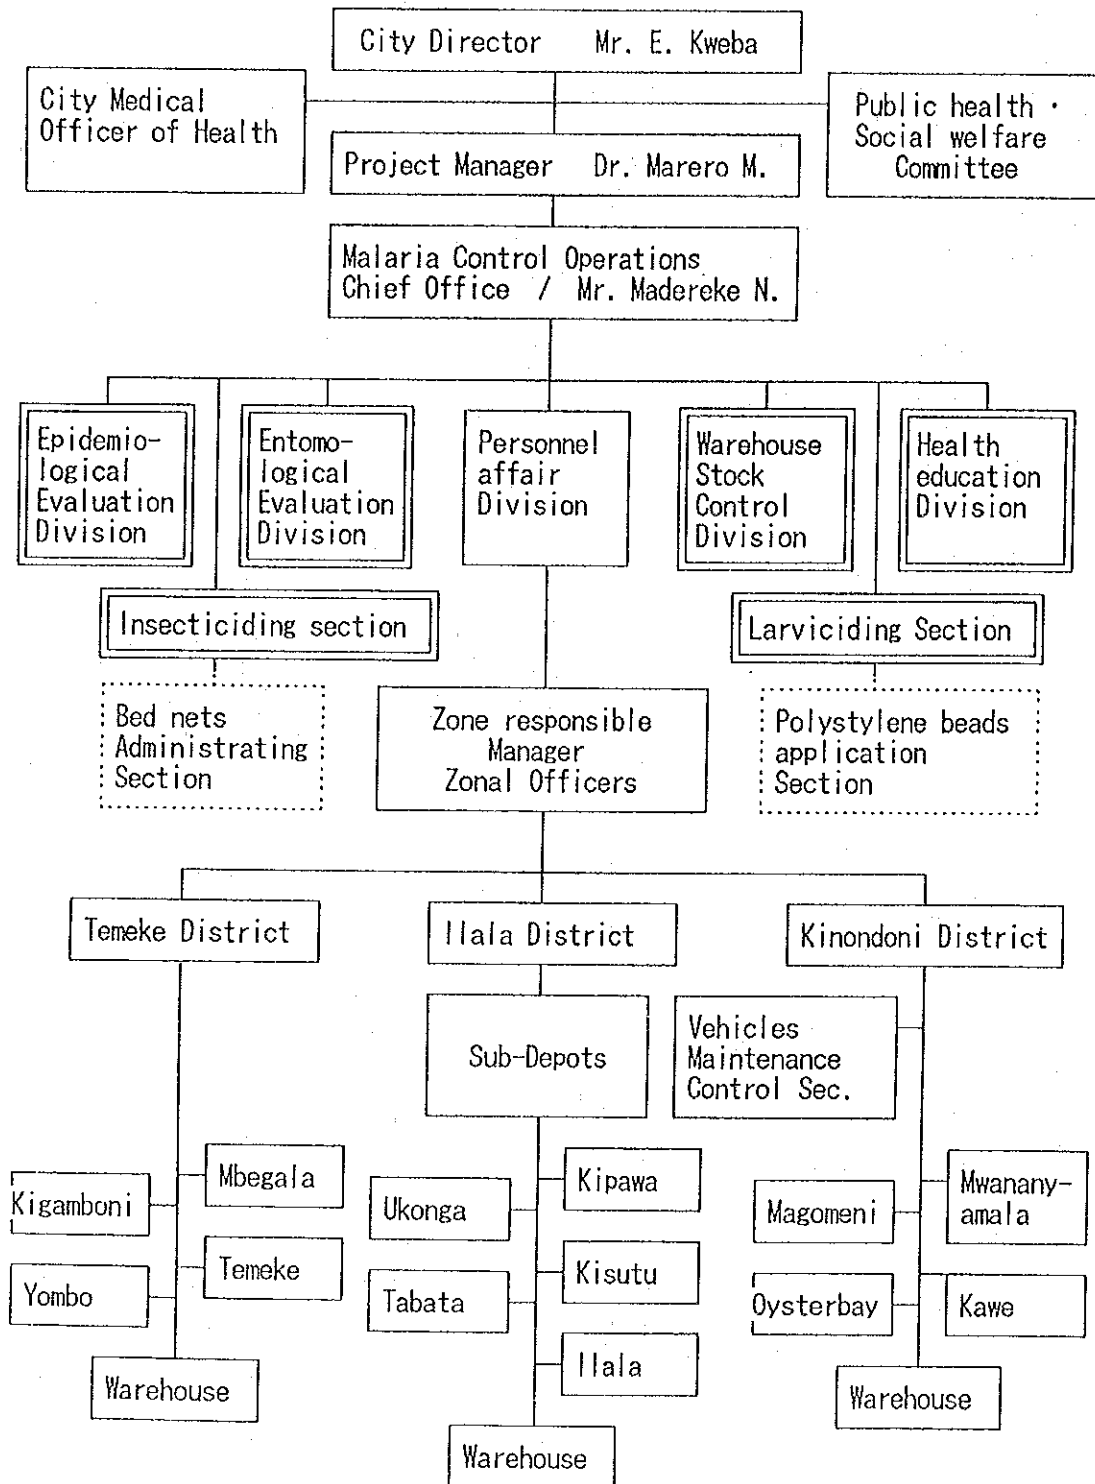 City Director Mr. E. Kweba
City Medical
Officer of Health
Public health ·
Social welfare
Committee
Project Manager Dr. Marero M.
Malaria Control Operations
Chief Office / Mr. Madereke N.
Epidemio-
logical
Evaluation
Division
Entomo-
logical
Evaluation
Division
Personnel
affair
Division
Warehouse
Stock
Control
Division
Health
education
Division
Insecticiding section
Larviciding Section
Bed nets
Administrating
Section
Zone responsible
Manager
Zonal Officers
Polystylene beads
application
Section
Temeke District
Ilala District
Kinondoni District
Sub-Depots
Vehicles
Maintenance
Control Sec.
Kigamboni
Mbegala
Yombo
Temeke
Warehouse
Ukonga
Kipawa
Tabata
Kisutu
Ilala
Warehouse
Magomeni
Mwanany-
amala
Oysterbay
Kawe
Warehouse